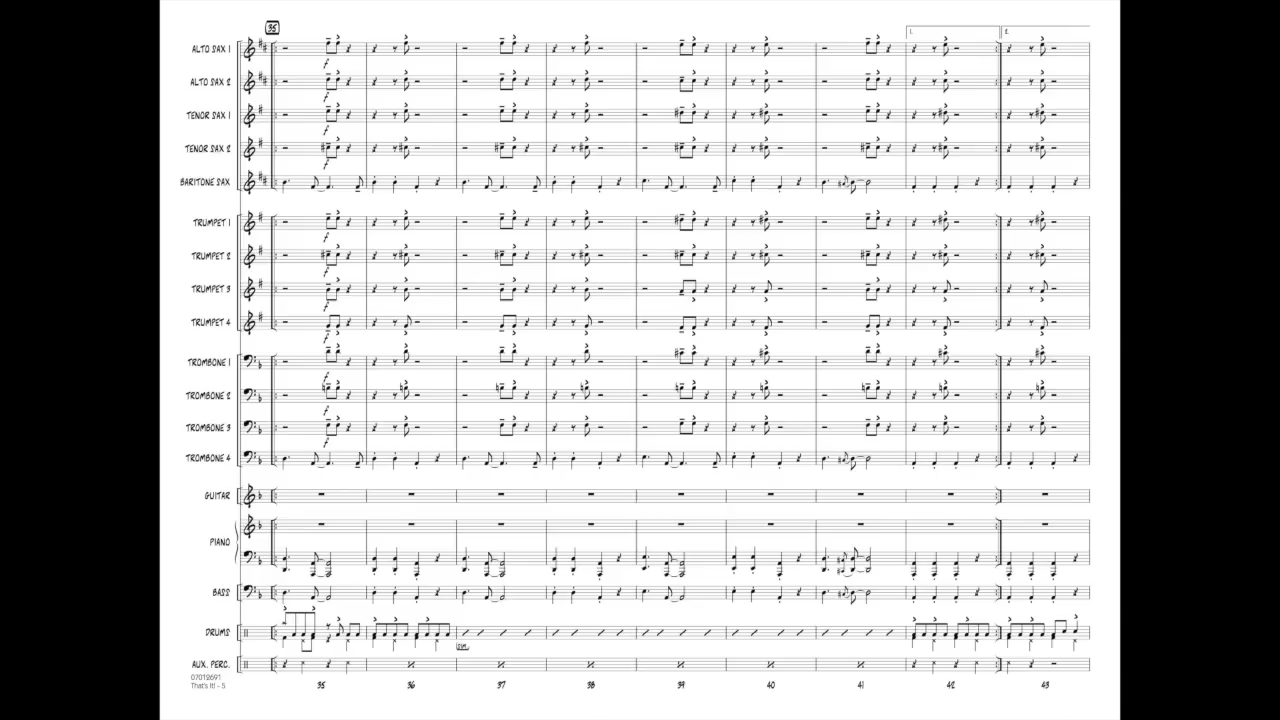 35
1. 2.
ALTO SAX 1
ALTO SAX 2
f
TENOR SAX 1
f
TENOR SAX 2
f
BARITONE SAX
f
TRUMPET 1
TRUMPET 2
f
TRUMPET 3
TRUMPET 4
f
TROMBONE 1
TROMBONE 2
f
TROMBONE 3
f
TROMBONE 4
f
GUITAR
PIANO
BASS
DRUMS
SIM.
AUX. PERC.
07012691
That's It! - 5
35 36 37 38 39 40 41 42 43